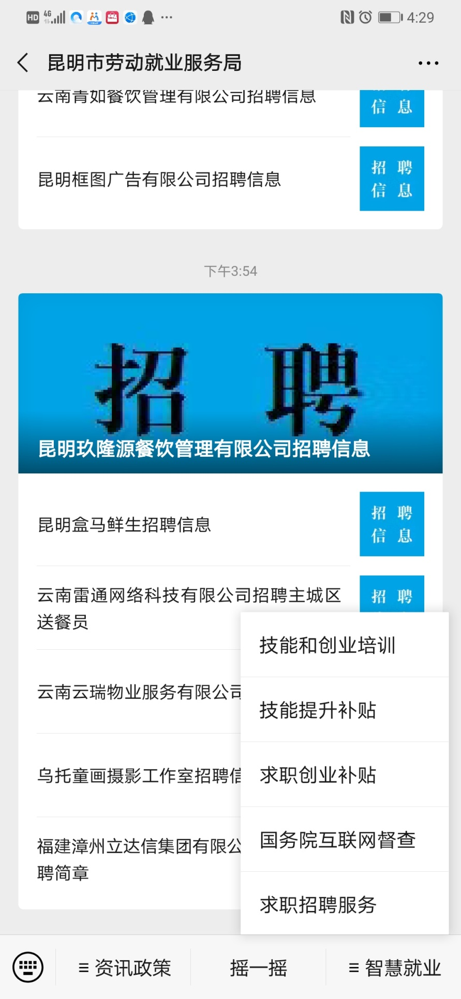 HD 4G 4:29
昆明市劳动就业服务局
云南青如餐饮管理有限公司招聘信息
信 息
昆明框图广告有限公司招聘信息
招 聘
信 息
下午3:54
招 聘
昆明玖隆源餐饮管理有限公司招聘信息
昆明盒马鲜生招聘信息
招 聘
信 息
云南雷通网络科技有限公司招聘主城区
送餐员
招 聘
云南云瑞物业服务有限公司
乌托童画摄影工作室招聘信
福建漳州立达信集团有限公
聘简章
技能和创业培训
技能提升补贴
求职创业补贴
国务院互联网督查
求职招聘服务
资讯政策
摇一摇
智慧就业